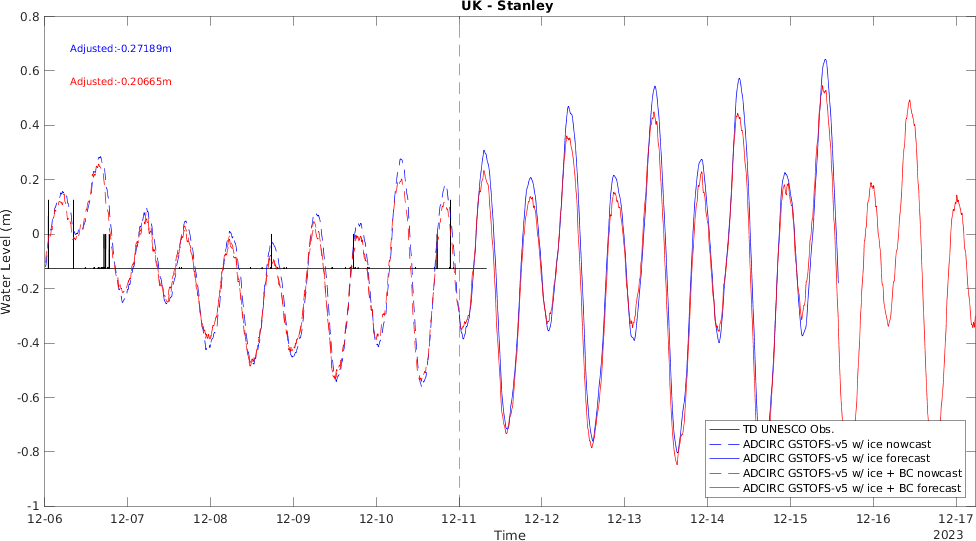 UK - Stanley
0.8
0.6
0.4
0.2
0
-0.2
-0.4
-0.6
-0.8
-1
Water Level (m)
Adjusted:-0.27189m
Adjusted:-0.20665m
TD UNESCO Obs.
ADCIRC GSTOFS-v5 w/ ice nowcast
ADCIRC GSTOFS-v5 w/ ice forecast
ADCIRC GSTOFS-v5 w/ ice + BC nowcast
ADCIRC GSTOFS-v5 w/ ice + BC forecast
12-06 12-07 12-08 12-09 12-10 12-11 12-12 12-13 12-14 12-15 12-16 12-17
Time
2023